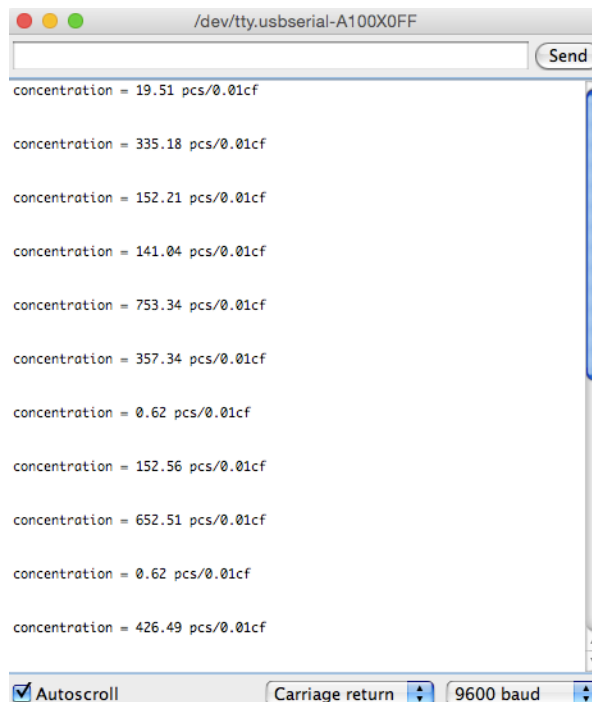 /dev/tty.usbserial-A100X0FF
Send
concentration = 19.51 pcs/0.01cf
concentration = 335.18 pcs/0.01cf
concentration = 152.21 pcs/0.01cf
concentration = 141.04 pcs/0.01cf
concentration = 753.34 pcs/0.01cf
concentration = 357.34 pcs/0.01cf
concentration = 0.62 pcs/0.01cf
concentration = 152.56 pcs/0.01cf
concentration = 652.51 pcs/0.01cf
concentration = 0.62 pcs/0.01cf
concentration = 426.49 pcs/0.01cf
Autoscroll Carriage return 9600 baud